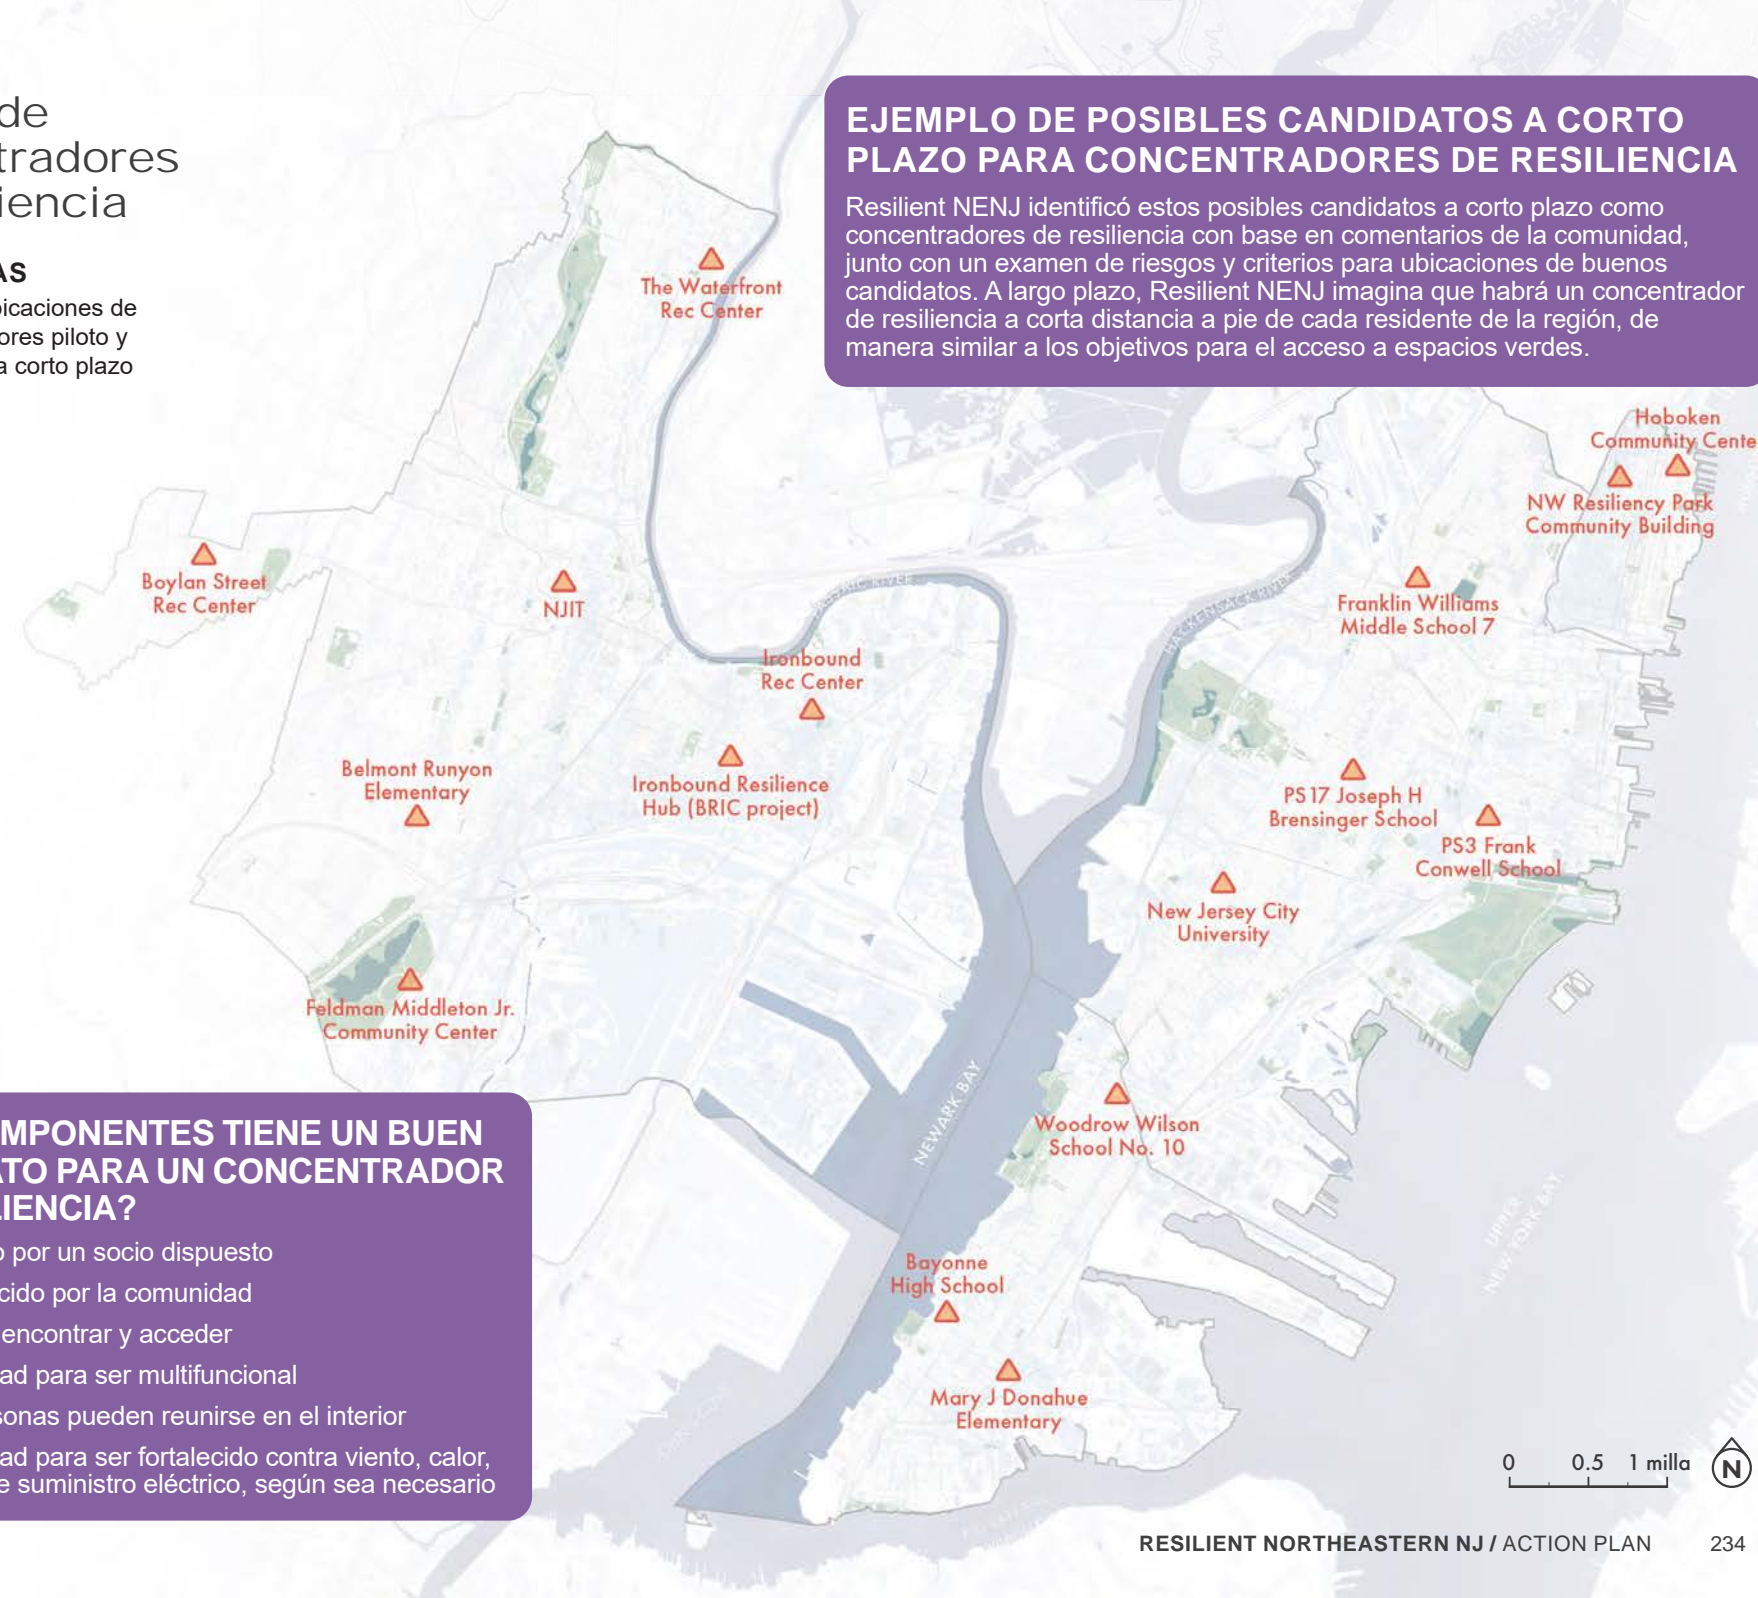 de
tradores
iencia
AS
bicaciones de
ores piloto y
a corto plazo
EJEMPLO DE POSIBLES CANDIDATOS A CORTO
PLAZO PARA CONCENTRADORES DE RESILIENCIA
Resilient NENJ identificó estos posibles candidatos a corto plazo como
concentradores de resiliencia con base en comentarios de la comunidad,
junto con un examen de riesgos y criterios para ubicaciones de buenos
candidatos. A largo plazo, Resilient NENJ imagina que habrá un concentrador
de resiliencia a corta distancia a pie de cada residente de la región, de
manera similar a los objetivos para el acceso a espacios verdes.
The Waterfront
Rec Center
Hoboken
Community Cente
NW Resiliency Park
Community Building
Boylan Street
Rec Center
NJIT
PASSAIC RIVER
HACKENSACK RIVER
Franklin Williams
Middle School 7
Ironbound
Rec Center
Belmont Runyon
Elementary
Ironbound Resilience
Hub (BRIC project)
PS17 Joseph H
Brensinger School
PS3 Frank
Conwell School
New Jersey City
University
Feldman Middleton Jr.
Community Center
NEWARK BAY
Woodrow Wilson
School No. 10
UPPER
NEW YORK BAY
Bayonne
High School
Mary J Donahue
Elementary
MPONENTES TIENE UN BUEN
ATO PARA UN CONCENTRADOR
LIENCIA?
o por un socio dispuesto
cido por la comunidad
encontrar y acceder
ad para ser multifuncional
sonas pueden reunirse en el interior
ad para ser fortalecido contra viento, calor,
e suministro eléctrico, según sea necesario
0 0.5 1 milla
N
RESILIENT NORTHEASTERN NJ / ACTION PLAN 234